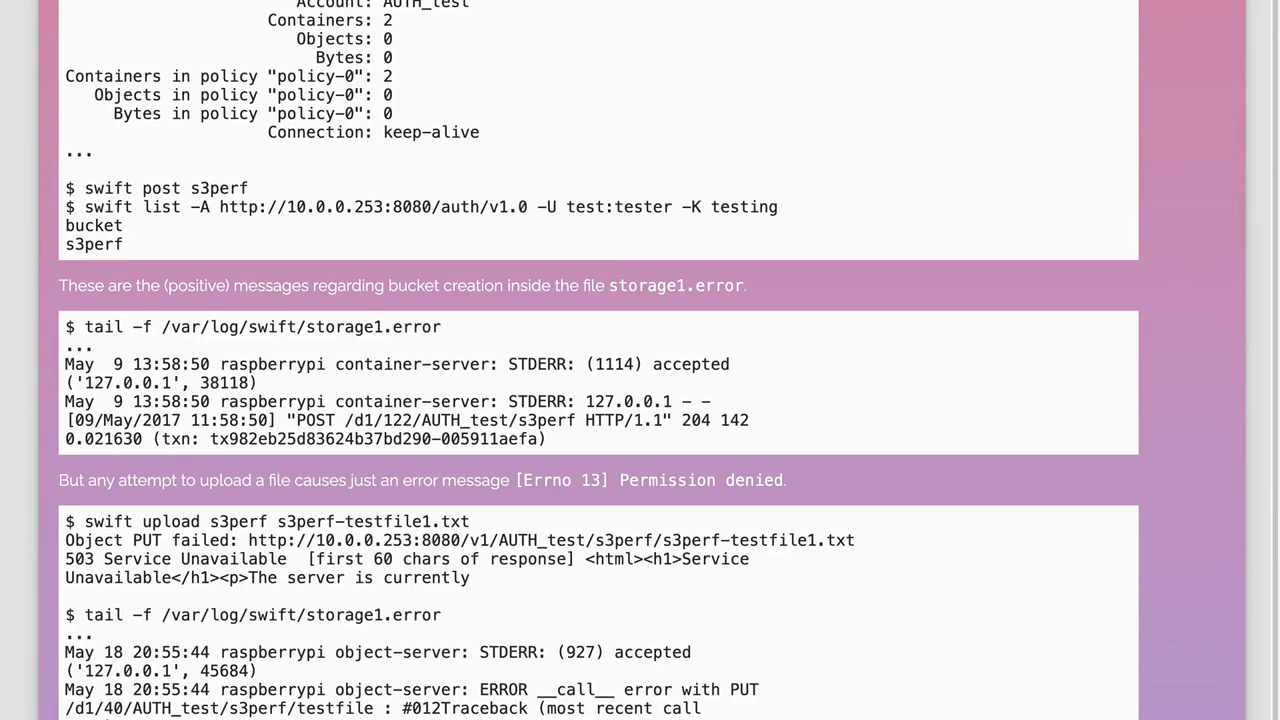 Account: AUTH_test
Containers: 2
Objects: 0
Bytes: 0
Containers in policy "policy-0": 2
Objects in policy "policy-0": 0
Bytes in policy "policy-0": 0
Connection: keep-alive
...
$ swift post s3perf
$ swift list -A http://10.0.0.253:8080/auth/v1.0 -U test:tester -K testing
bucket
s3perf
These are the (positive) messages regarding bucket creation inside the file storage1.error.
$ tail -f /var/log/swift/storage1.error
...
May  9 13:58:50 raspberrypi container-server: STDERR: (1114) accepted
('127.0.0.1', 38118)
May  9 13:58:50 raspberrypi container-server: STDERR: 127.0.0.1 - -
[09/May/2017 11:58:50] "POST /d1/122/AUTH_test/s3perf HTTP/1.1" 204 142
0.021630 (txn: tx982eb25d83624b37bd290-005911aefa)
But any attempt to upload a file causes just an error message [Errno 13] Permission denied.
$ swift upload s3perf s3perf-testfile1.txt
Object PUT failed: http://10.0.0.253:8080/v1/AUTH_test/s3perf/s3perf-testfile1.txt
503 Service Unavailable  [first 60 chars of response] <html><h1>Service
Unavailable</h1><p>The server is currently
$ tail -f /var/log/swift/storage1.error
...
May 18 20:55:44 raspberrypi object-server: STDERR: (927) accepted
('127.0.0.1', 45684)
May 18 20:55:44 raspberrypi object-server: ERROR __call__ error with PUT
/d1/40/AUTH_test/s3perf/testfile : #012Traceback (most recent call